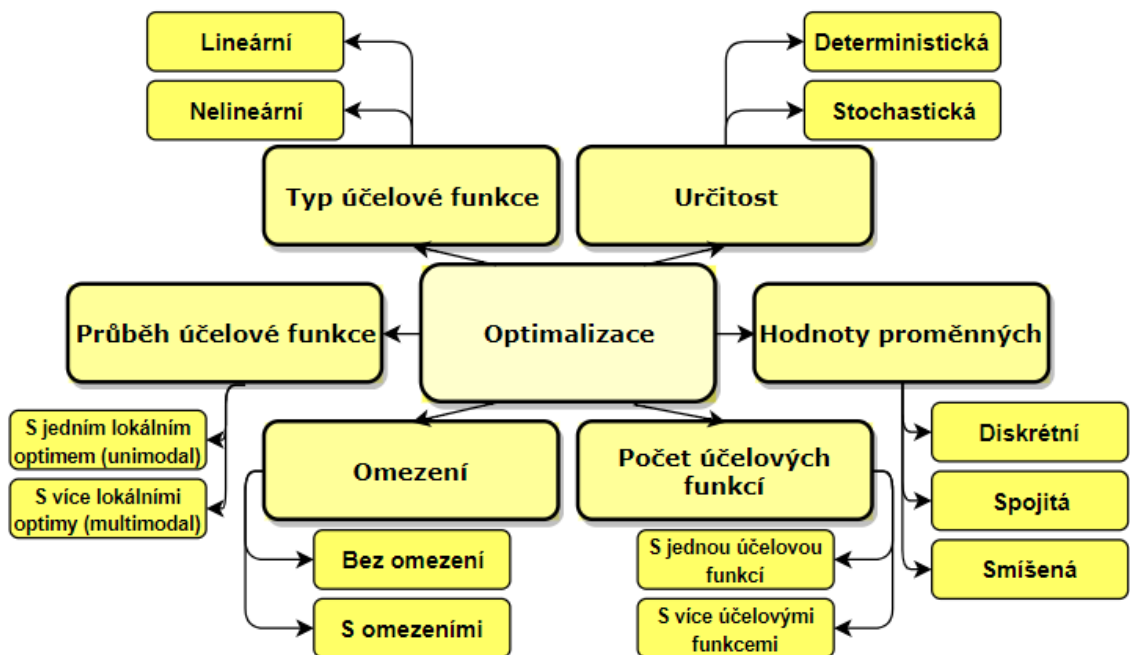 Lineární
Deterministická
Nelineární
Stochastická
Typ účelové funkce
Určitost
Průběh účelové funkce
Optimalizace
Hodnoty proměnných
S jedním lokálním
optimem (unimodal)
S více lokálními
optimy (multimodal)
Omezení
Počet účelových
funkcí
Diskrétní
Spojitá
Smíšená
Bez omezení
S omezeními
S jednou účelovou
funkcí
S více účelovými
funkcemi